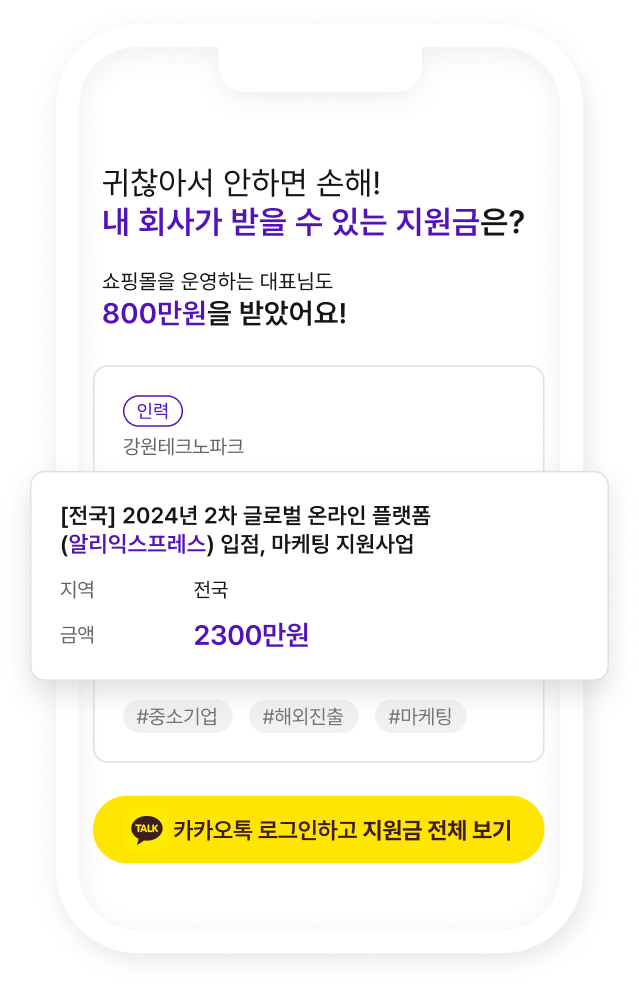 귀찮아서 안하면 손해!
내 회사가 받을 수 있는 지원금은?
쇼핑몰을 운영하는 대표님도
800만원을 받았어요!
인력
강원테크노파크
[전국] 2024년 2차 글로벌 온라인 플랫폼
(알리익스프레스) 입점, 마케팅 지원사업
지역 전국
금액 2300만원
#중소기업 #해외진출 #마케팅
TALK 카카오톡 로그인하고 지원금 전체 보기